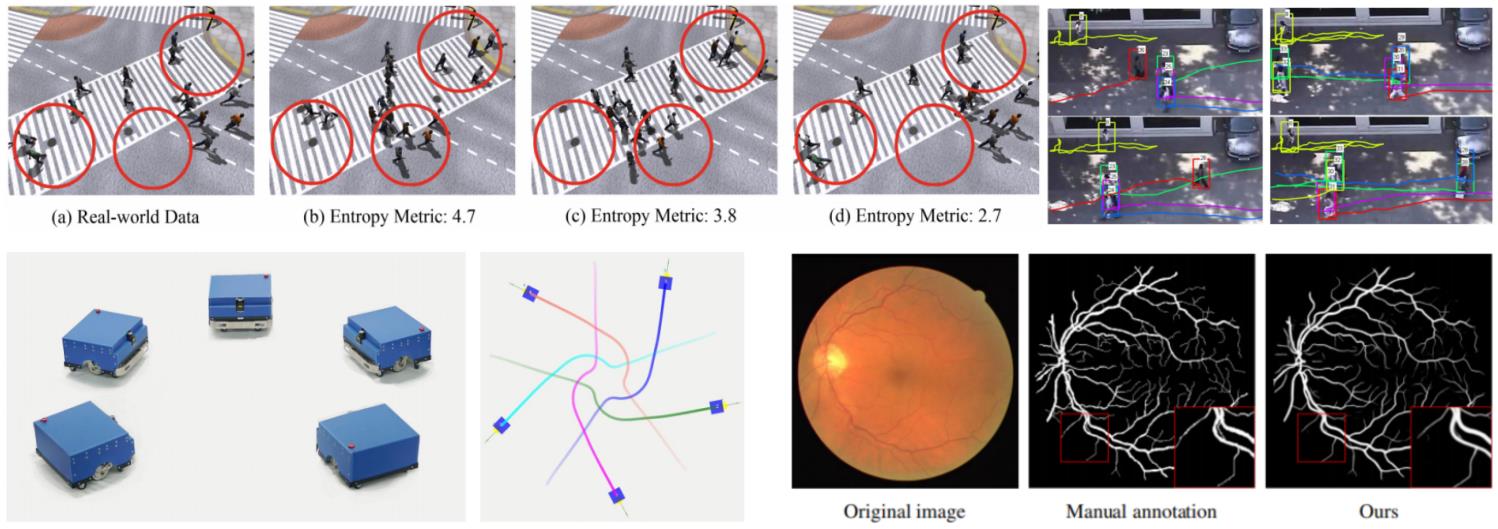 (a) Real-world Data
(b) Entropy Metric: 4.7
(c) Entropy Metric: 3.8
(d) Entropy Metric: 2.7
Original image
Manual annotation
Ours